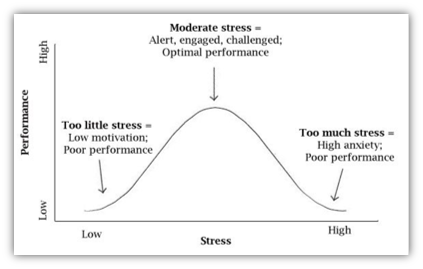 Moderate stress =
Alert, engaged, challenged;
Optimal performance
High
Performance
Low
Too little stress =
Low motivation;
Poor performance
Too much stress =
High anxiety;
Poor performance
Low
High
Stress